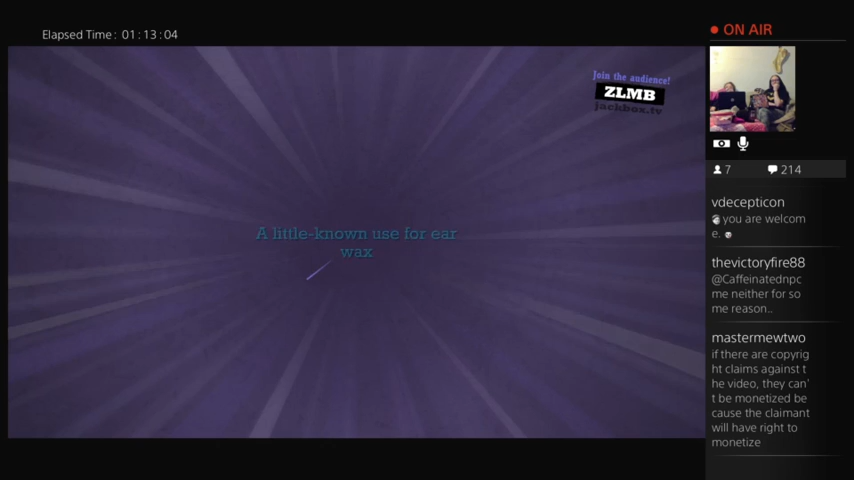 Elapsed Time: 01:13:04
ON AIR
Join the audience!
ZLMB
jackbox.tv
A little-known use for ear
wax
7
214
vdecepticon
you are welcom
e.
thevictoryfire88
@Caffeinatednpc
me neither for so
me reason..
mastermewtwo
if there are copyrig
ht claims against t
he video, they can'
t be monetized be
cause the claimant
will have right to
monetize